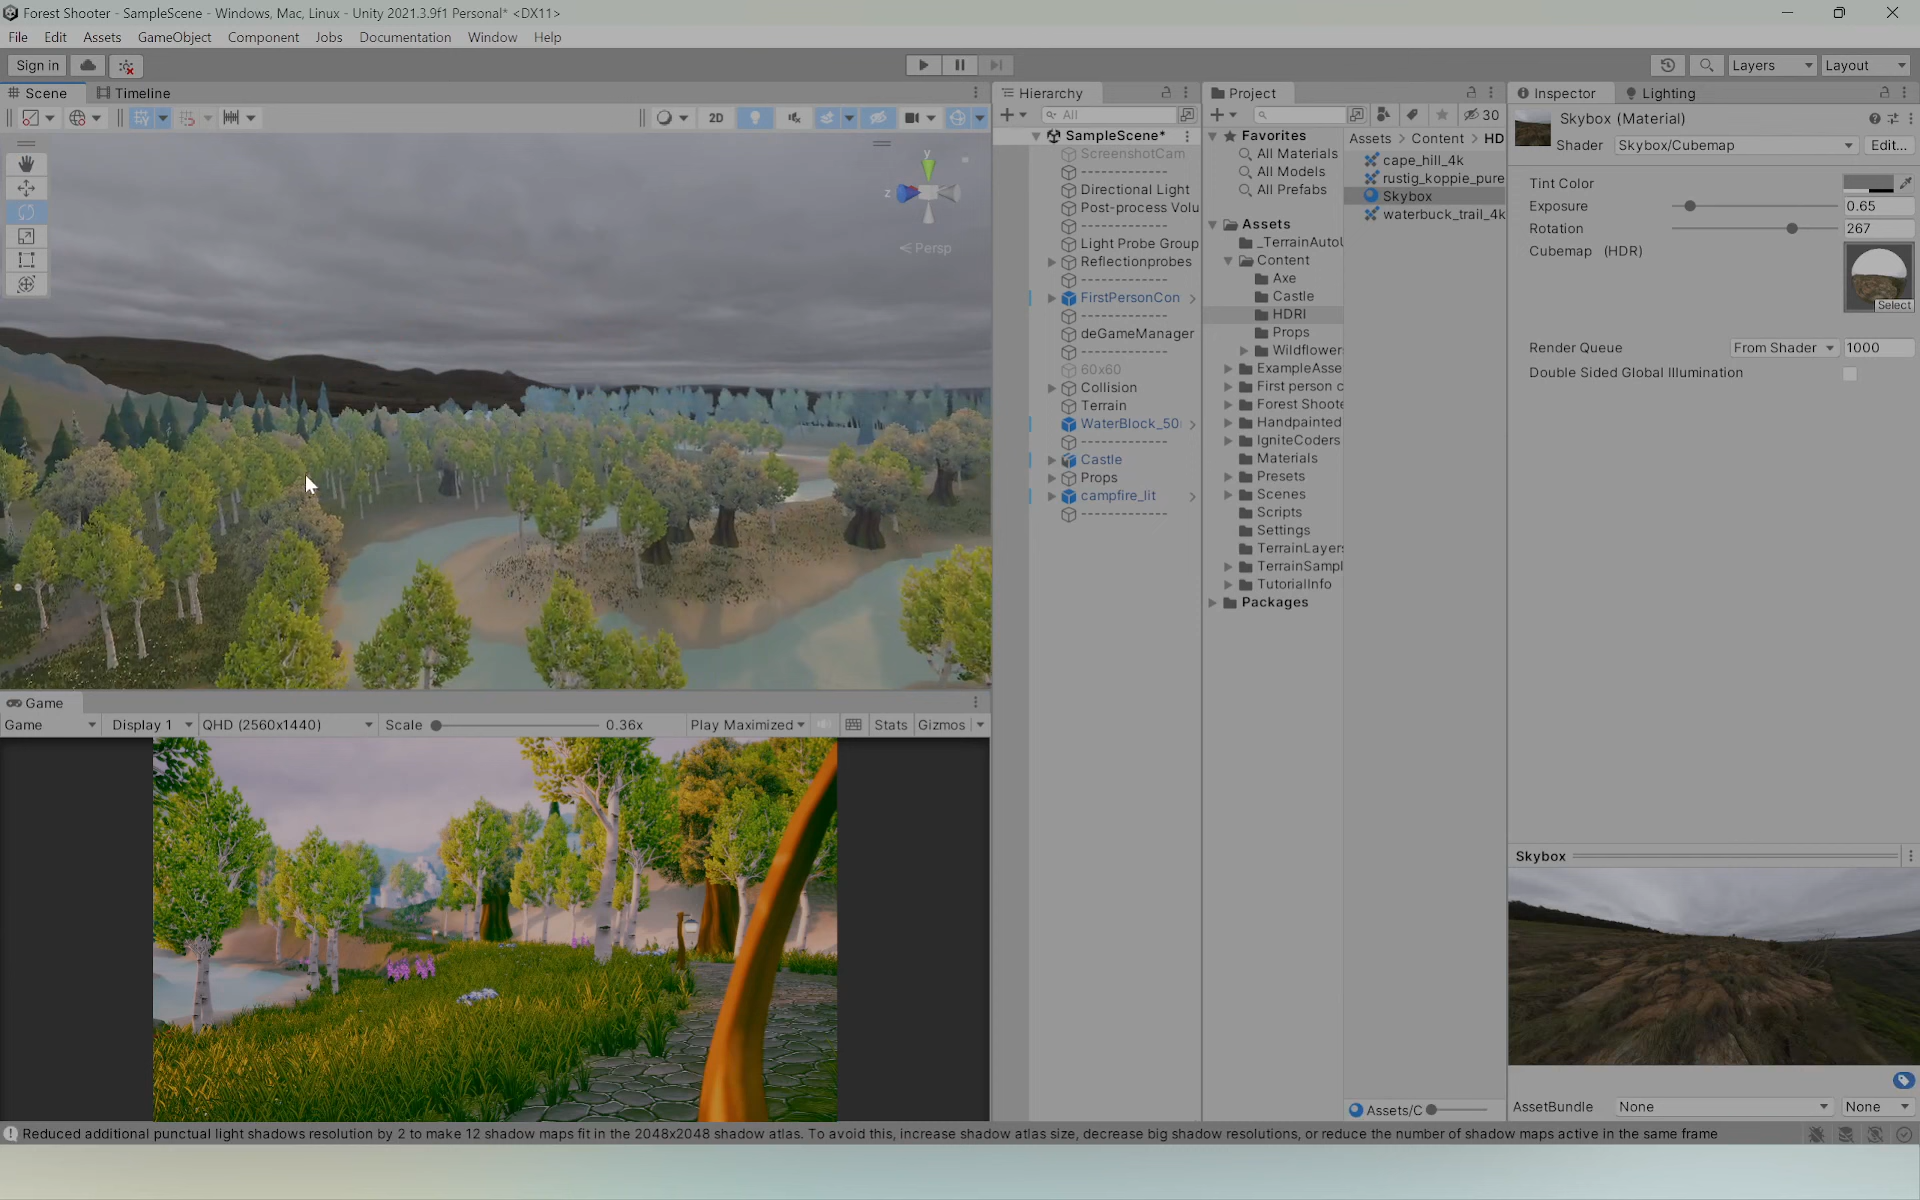 Forest Shooter - SampleScene - Windows, Mac, Linux - Unity 2021.3.9f1 Personal* <DX11>
File Edit Assets GameObject Component Jobs Documentation Window Help
Sign in
Layers
Layout
Scene
Timeline
2D
y
z
Persp
Hierarchy
All
SampleScene*
ScreenshotCam
--------------
Directional Light
Post-process Volu
--------------
Light Probe Group
Reflectionprobes
--------------
FirstPersonCon
--------------
deGameManager
--------------
60x60
Collision
Terrain
WaterBlock_50
--------------
Castle
Props
campfire_lit
--------------
Project
30
Favorites
All Materials
All Models
All Prefabs
Assets
_TerrainAutoU
Content
Axe
Castle
HDRI
Props
Wildflower
ExampleAsse
First person c
Forest Shoote
Handpainted
IgniteCoders
Materials
Presets
Scenes
Scripts
Settings
TerrainLayers
TerrainSampl
TutorialInfo
Packages
Assets > Content > HD
cape_hill_4k
rustig_koppie_pure
Skybox
waterbuck_trail_4k
Assets/C
Inspector
Lighting
Skybox (Material)
Shader Skybox/Cubemap Edit...
Tint Color
Exposure 0.65
Rotation 267
Cubemap (HDR)
Select
Render Queue From Shader 1000
Double Sided Global Illumination
Skybox
AssetBundle None None
Game
Game Display 1 QHD (2560x1440) Scale 0.36x Play Maximized Stats Gizmos
Reduced additional punctual light shadows resolution by 2 to make 12 shadow maps fit in the 2048x2048 shadow atlas. To avoid this, increase shadow atlas size, decrease big shadow resolutions, or reduce the number of shadow maps active in the same frame